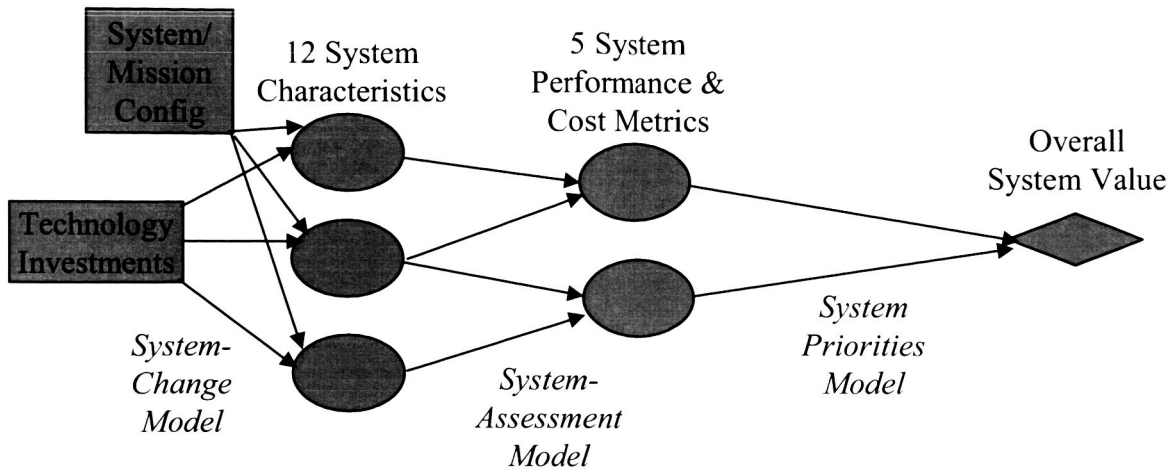 System/
Mission
Config
12 System
Characteristics
5 System
Performance &
Cost Metrics
Overall
System Value
Technology
Investments
System-
Change
Model
System-
Assessment
Model
System
Priorities
Model